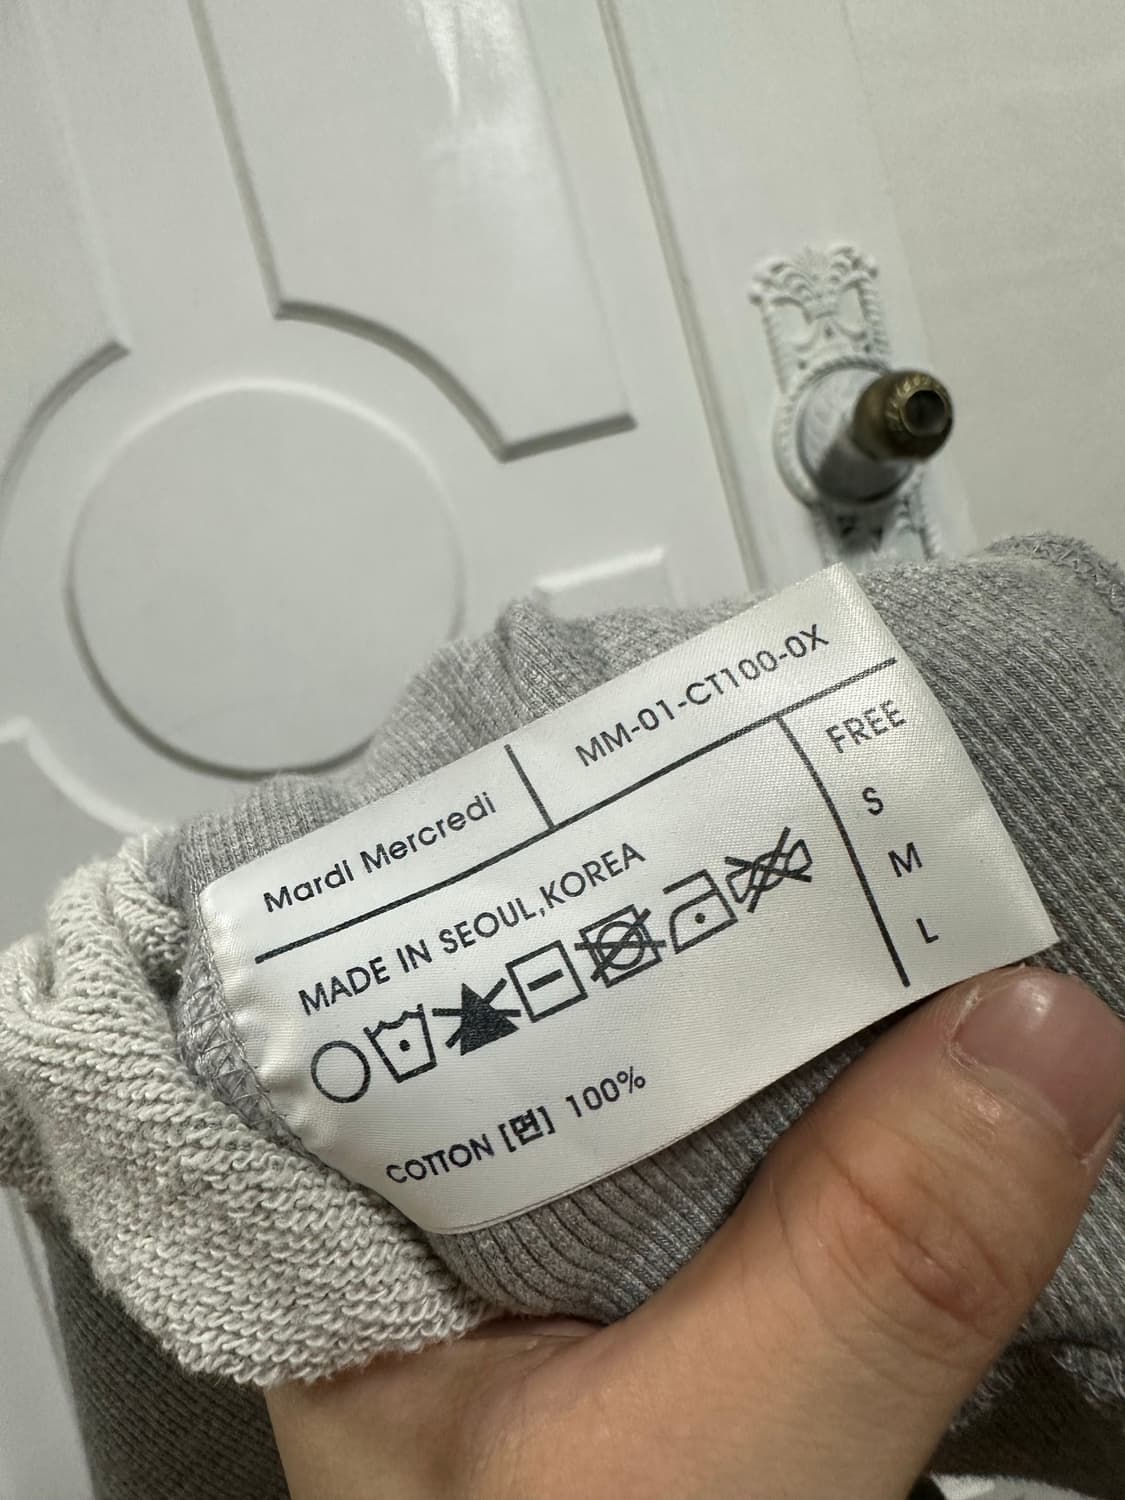 Mardi Mercredi
MM-01-CT100-0X
MADE IN SEOUL,KOREA
COTTON [면] 100%
FREE
S
M
L